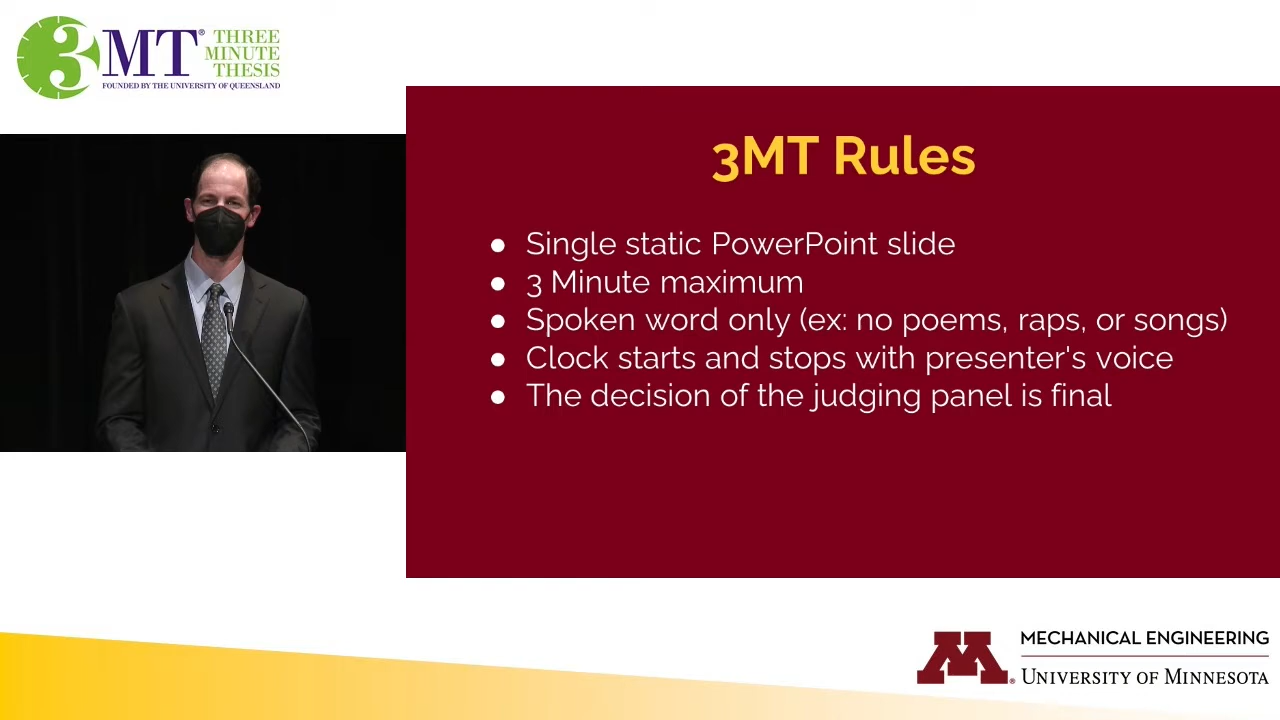 3MT® THREE
MINUTE
THESIS
FOUNDED BY THE UNIVERSITY OF QUEENSLAND
3MT Rules
● Single static PowerPoint slide
● 3 Minute maximum
● Spoken word only (ex: no poems, raps, or songs)
● Clock starts and stops with presenter's voice
● The decision of the judging panel is final
M®
MECHANICAL ENGINEERING
UNIVERSITY OF MINNESOTA